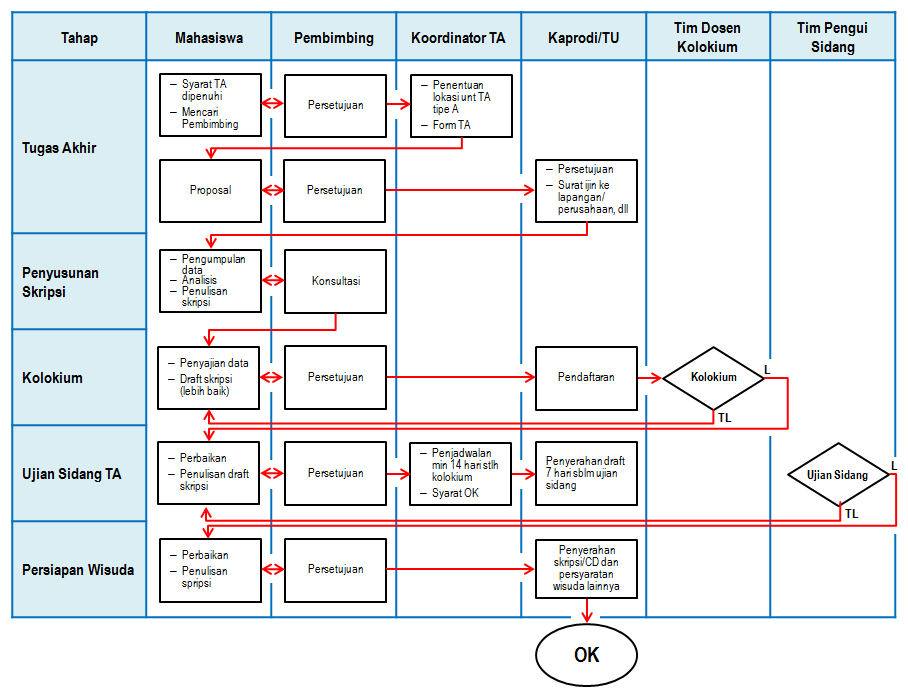 Tahap
Mahasiswa
Pembimbing
Koordinator TA
Kaprodi/TU
Tim Dosen
Kolokium
Tim Pengui
Sidang
Tugas Akhir
– Syarat TA
dipenuhi
– Mencari
Pembimbing
Persetujuan
– Penentuan
lokasi unt TA
tipe A
– Form TA
Proposal
Persetujuan
– Persetujuan
– Surat ijin ke
lapangan/
perusahaan, dll
Penyusunan
Skripsi
– Pengumpulan
data
– Analisis
– Penulisan
skripsi
Konsultasi
Kolokium
– Penyajian data
– Draft skripsi
(lebih baik)
Persetujuan
Pendaftaran
Kolokium
L
TL
Ujian Sidang TA
– Perbaikan
– Penulisan draft
skripsi
Persetujuan
– Penjadwalan
min 14 hari stlh
kolokium
– Syarat OK
Penyerahan draft
7 hari sblm ujian
sidang
Ujian Sidang
L
TL
Persiapan Wisuda
– Perbaikan
– Penulisan
spripsi
Persetujuan
Penyerahan
skripsi/CD dan
persyaratan
wisuda lainnya
OK